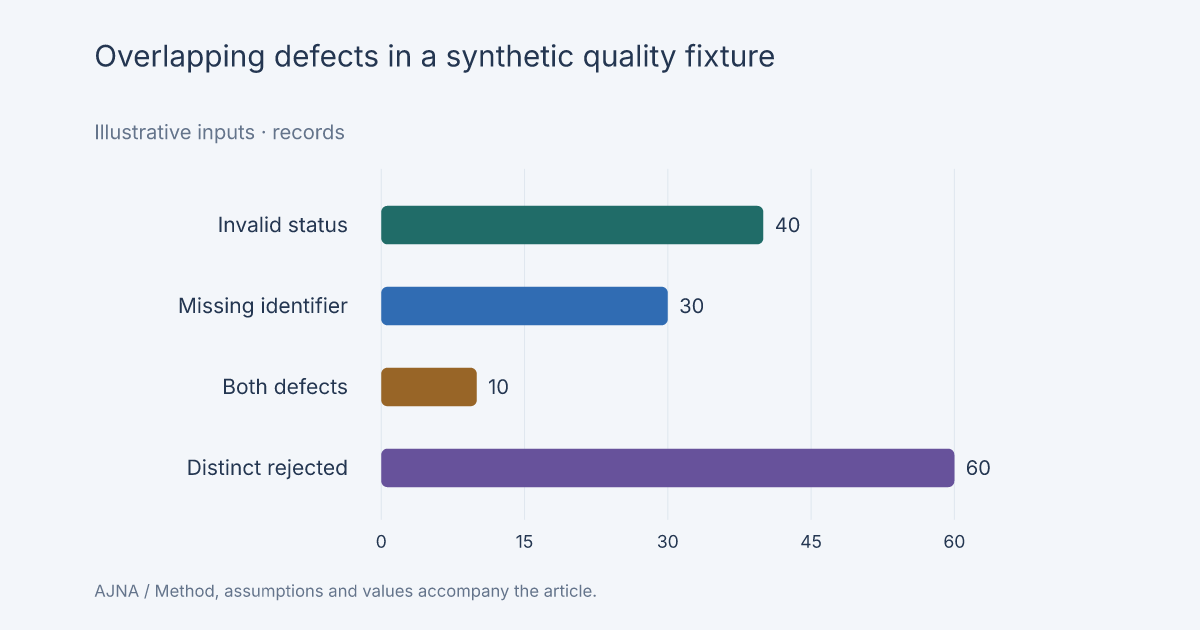 Overlapping defects in a synthetic quality fixture
Illustrative inputs · records
Invalid status 40
Missing identifier 30
Both defects 10
Distinct rejected 60
0 15 30 45 60
AJNA / Method, assumptions and values accompany the article.